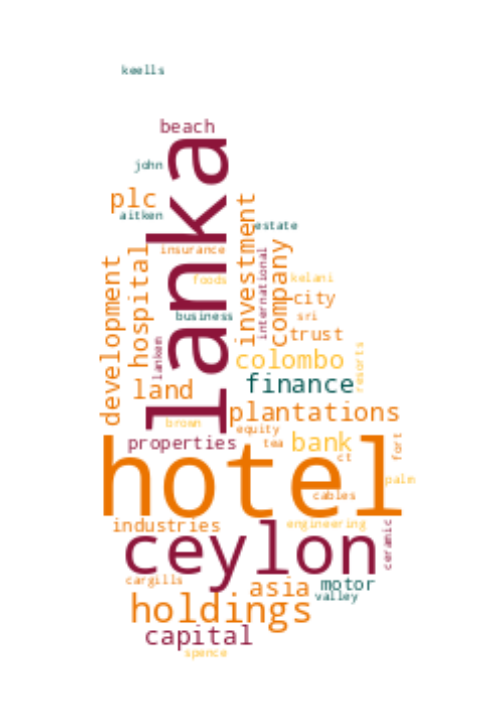 keells
beach
lanka
john
plc
aitken
estate
investment
insurance
international
company
hospital
development
foods
kelani
city
business
sri
trust
lanken
colombo
resorts
finance
land
plantations
brown
equity
properties
tea
bank
fort
ct
hotel
palm
cables
industries
engineering
ceylon
ceramic
cargills
asia
motor
valley
holdings
capital
spence